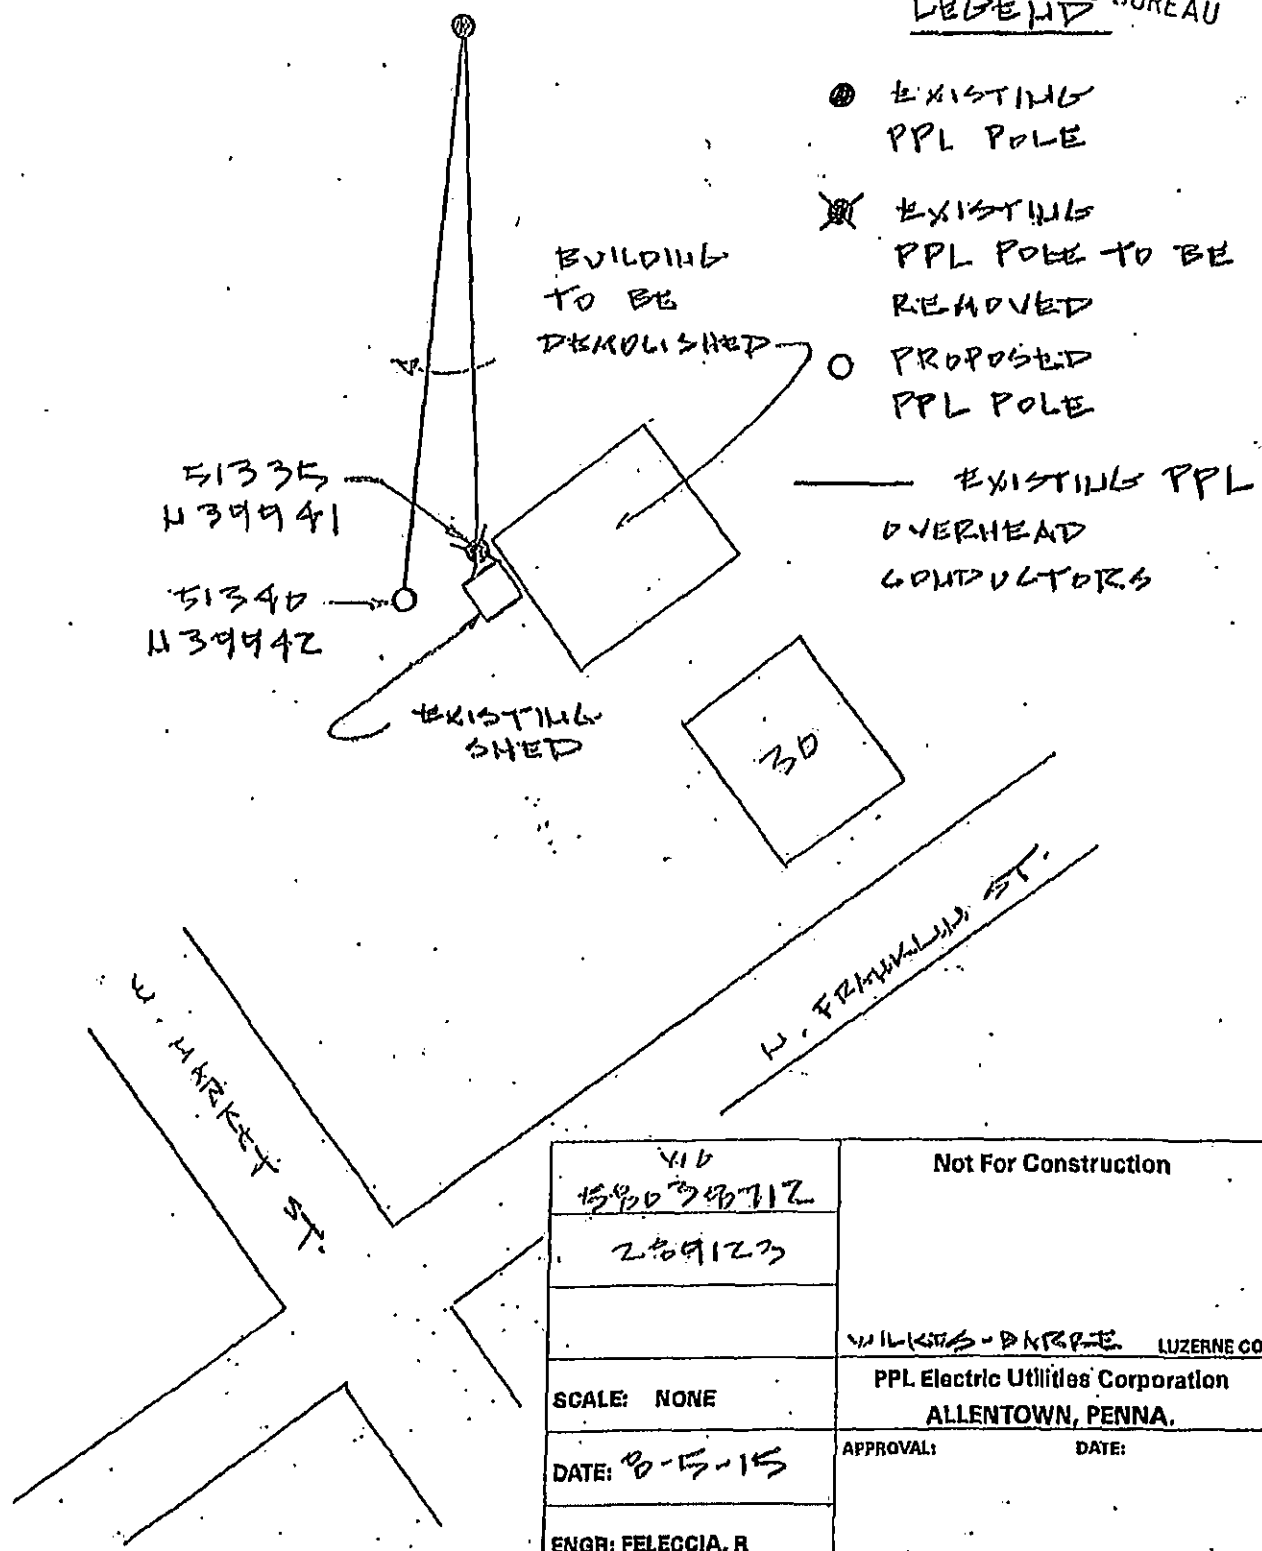 LEGEND BUREAU
EXISTING
PPL POLE
EXISTING
PPL POLE TO BE
REMOVED
PROPOSED
PPL POLE
EXISTING PPL
OVERHEAD
CONDUCTORS
BUILDING
TO BE
DEMOLISHED
51335
N39941
51340
N39942
EXISTING
SHED
30
N. FRANKLIN ST.
MARKET ST.
58038712
289123
Not For Construction
WILKES-BARRE LUZERNE CO
SCALE: NONE
PPL Electric Utilities Corporation
ALLENTOWN, PENNA.
DATE: 8-5-15
APPROVAL: DATE:
ENGR: FELECCIA, R